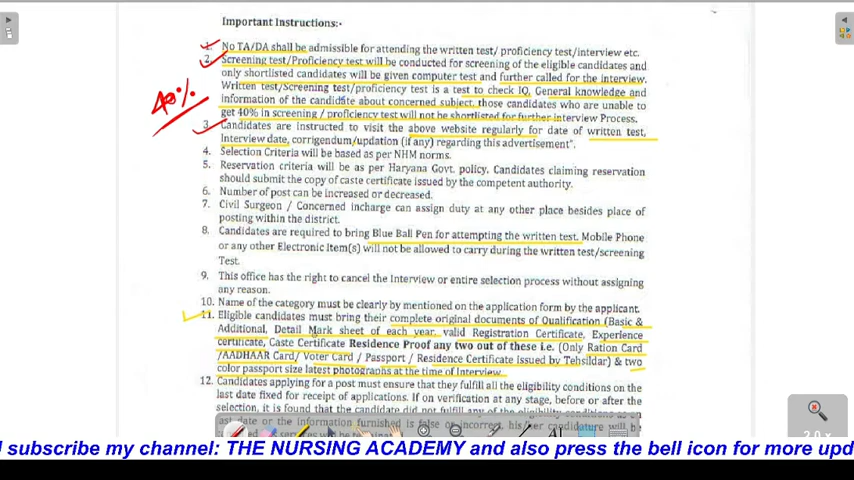 Important Instructions:-
1. No TA/DA shall be admissible for attending the written test/ proficiency test/interview etc.
2. Screening test/Proficiency test will be conducted for screening of the eligible candidates and
only shortlisted candidates will be given computer test and further called for the interview.
Written test/Screening test/proficiency test is a test to check IQ, General knowledge and
information of the candidate about concerned subject, those candidates who are unable to
get 40% in screening / proficiency test will not be shortlisted for further interview Process.
40%
3. Candidates are instructed to visit the above website regularly for date of written test,
Interview date, corrigendum/updation (if any) regarding this advertisement".
4. Selection Criteria will be based as per NHM norms.
5. Reservation criteria will be as per Haryana Govt. policy. Candidates claiming reservation
should submit the copy of caste certificate issued by the competent authority.
6. Number of post can be increased or decreased.
7. Civil Surgeon / Concerned incharge can assign duty at any other place besides place of
posting within the district.
8. Candidates are required to bring Blue Ball Pen for attempting the written test. Mobile Phone
or any other Electronic Item(s) will not be allowed to carry during the written test/screening
Test.
9. This office has the right to cancel the Interview or entire selection process without assigning
any reason.
10. Name of the category must be clearly by mentioned on the application form by the applicant.
11. Eligible candidates must bring their complete original documents of Qualification (Basic &
Additional, Detail Mark sheet of each year, valid Registration Certificate, Experience
certificate, Caste Certificate Residence Proof any two out of these i.e. (Only Ration Card
/AADHAAR Card/ Voter Card / Passport / Residence Certificate issued by Tehsildar) & two
color passport size latest photographs at the time of Interview.
12. Candidates applying for a post must ensure that they fulfill all the eligibility conditions on the
last date fixed for receipt of applications. If on verification at any stage, before or after the
selection, it is found that the candidate did not fulfill any of the eligibility conditions as on
last date or the information furnished is false or incorrect, his/her candidature will be
2.0 x
subscribe my channel: THE NURSING ACADEMY and also press the bell icon for more upd